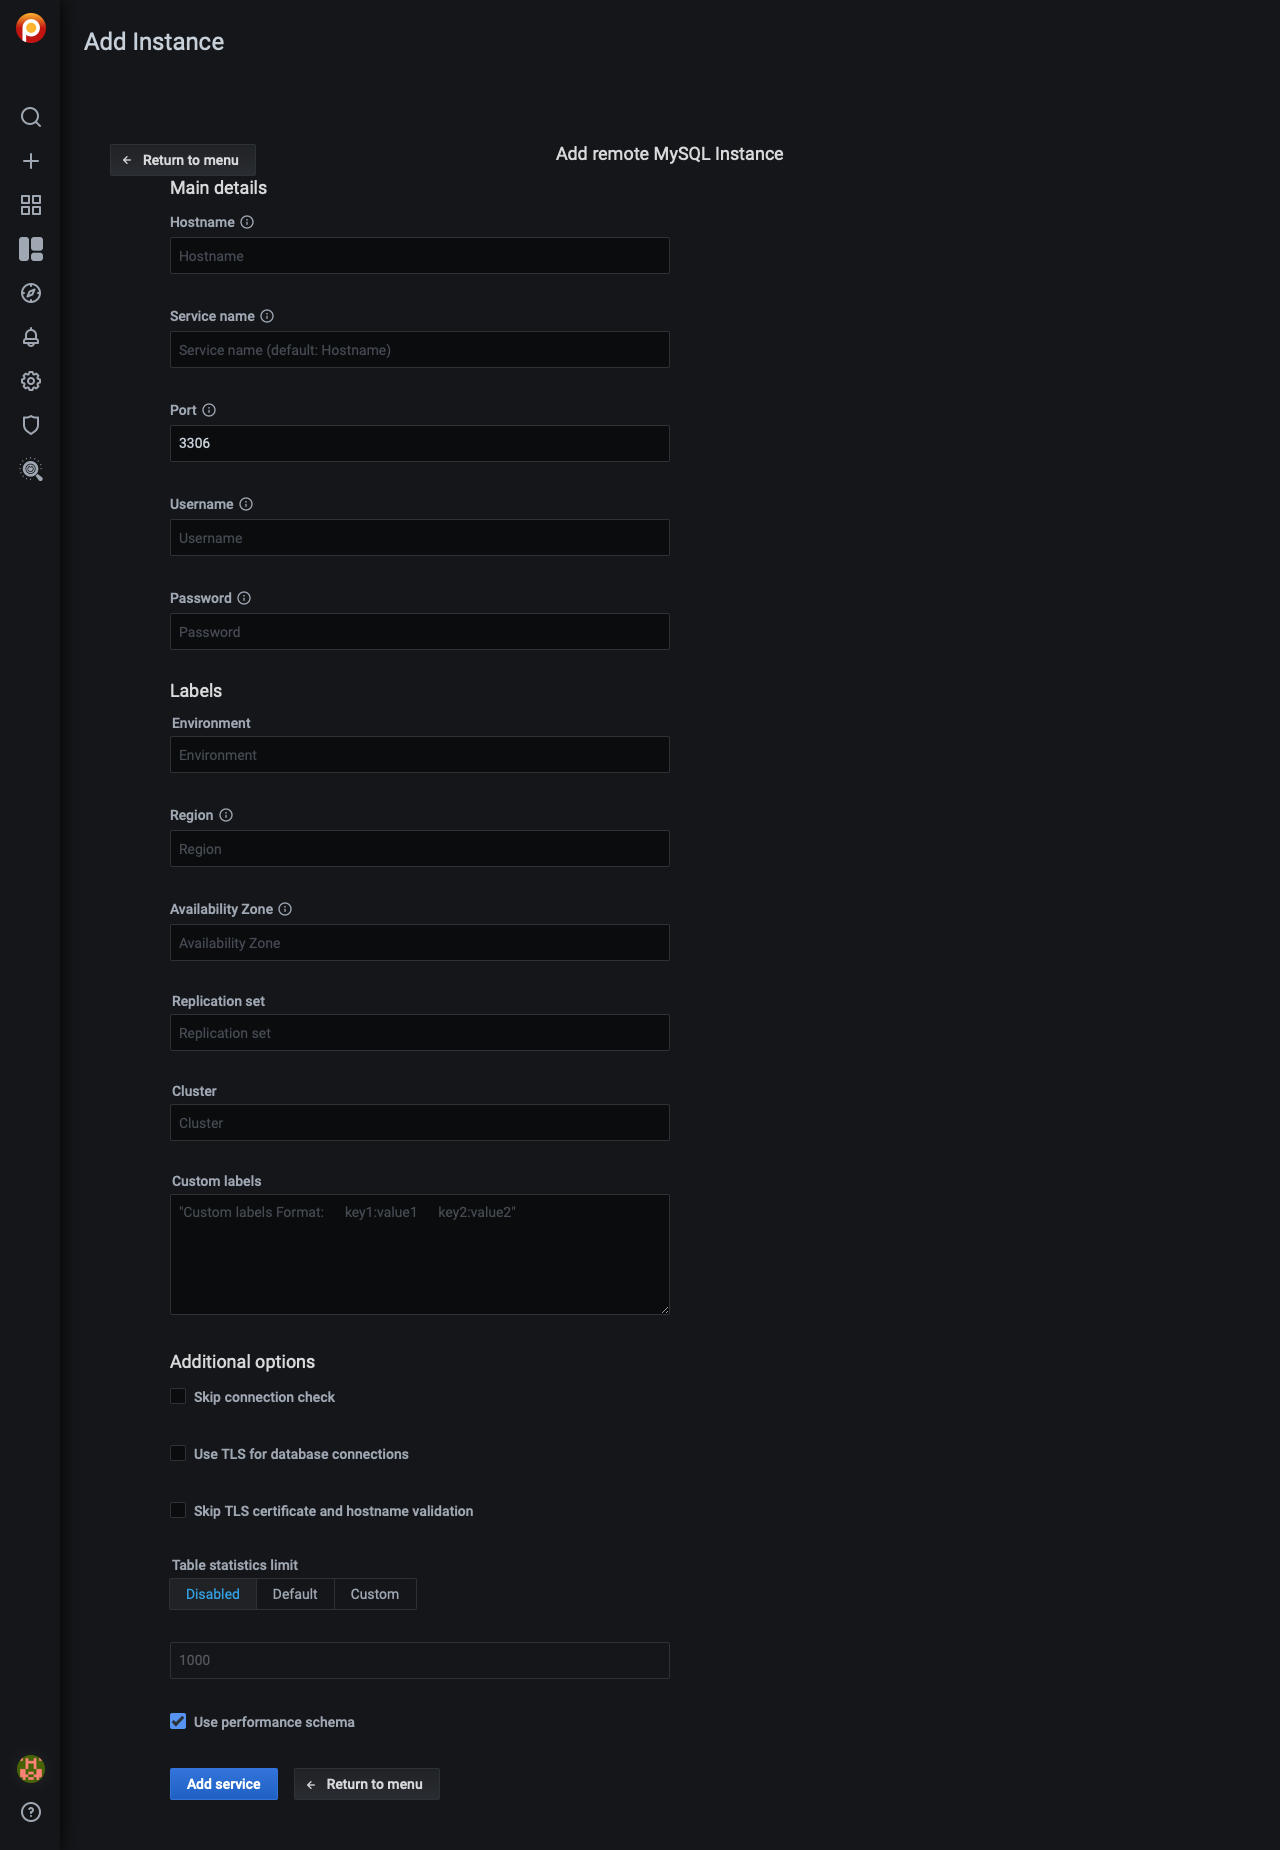 Add Instance
Return to menu
Add remote MySQL Instance
Main details
Hostname
Hostname
Service name
Service name (default: Hostname)
Port
3306
Username
Username
Password
Password
Labels
Environment
Environment
Region
Region
Availability Zone
Availability Zone
Replication set
Replication set
Cluster
Cluster
Custom labels
"Custom labels Format: key1:value1 key2:value2"
Additional options
Skip connection check
Use TLS for database connections
Skip TLS certificate and hostname validation
Table statistics limit
Disabled Default Custom
1000
Use performance schema
Add service Return to menu